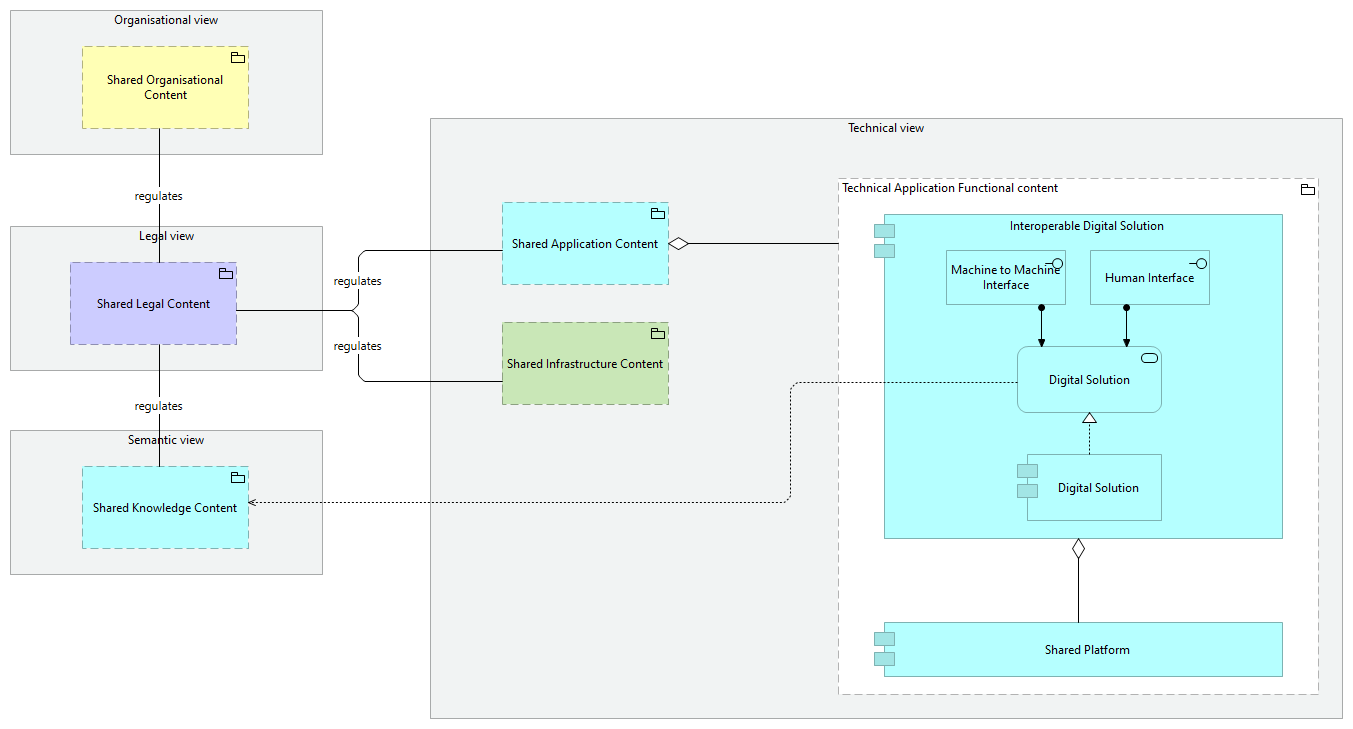 Organisational view
Shared Organisational
Content
regulates
Legal view
Shared Legal Content
regulates
Semantic view
Shared Knowledge Content
regulates
regulates
Technical view
Shared Application Content
Shared Infrastructure Content
Technical Application Functional content
Interoperable Digital Solution
Machine to Machine
Interface
Human Interface
Digital Solution
Digital Solution
Shared Platform